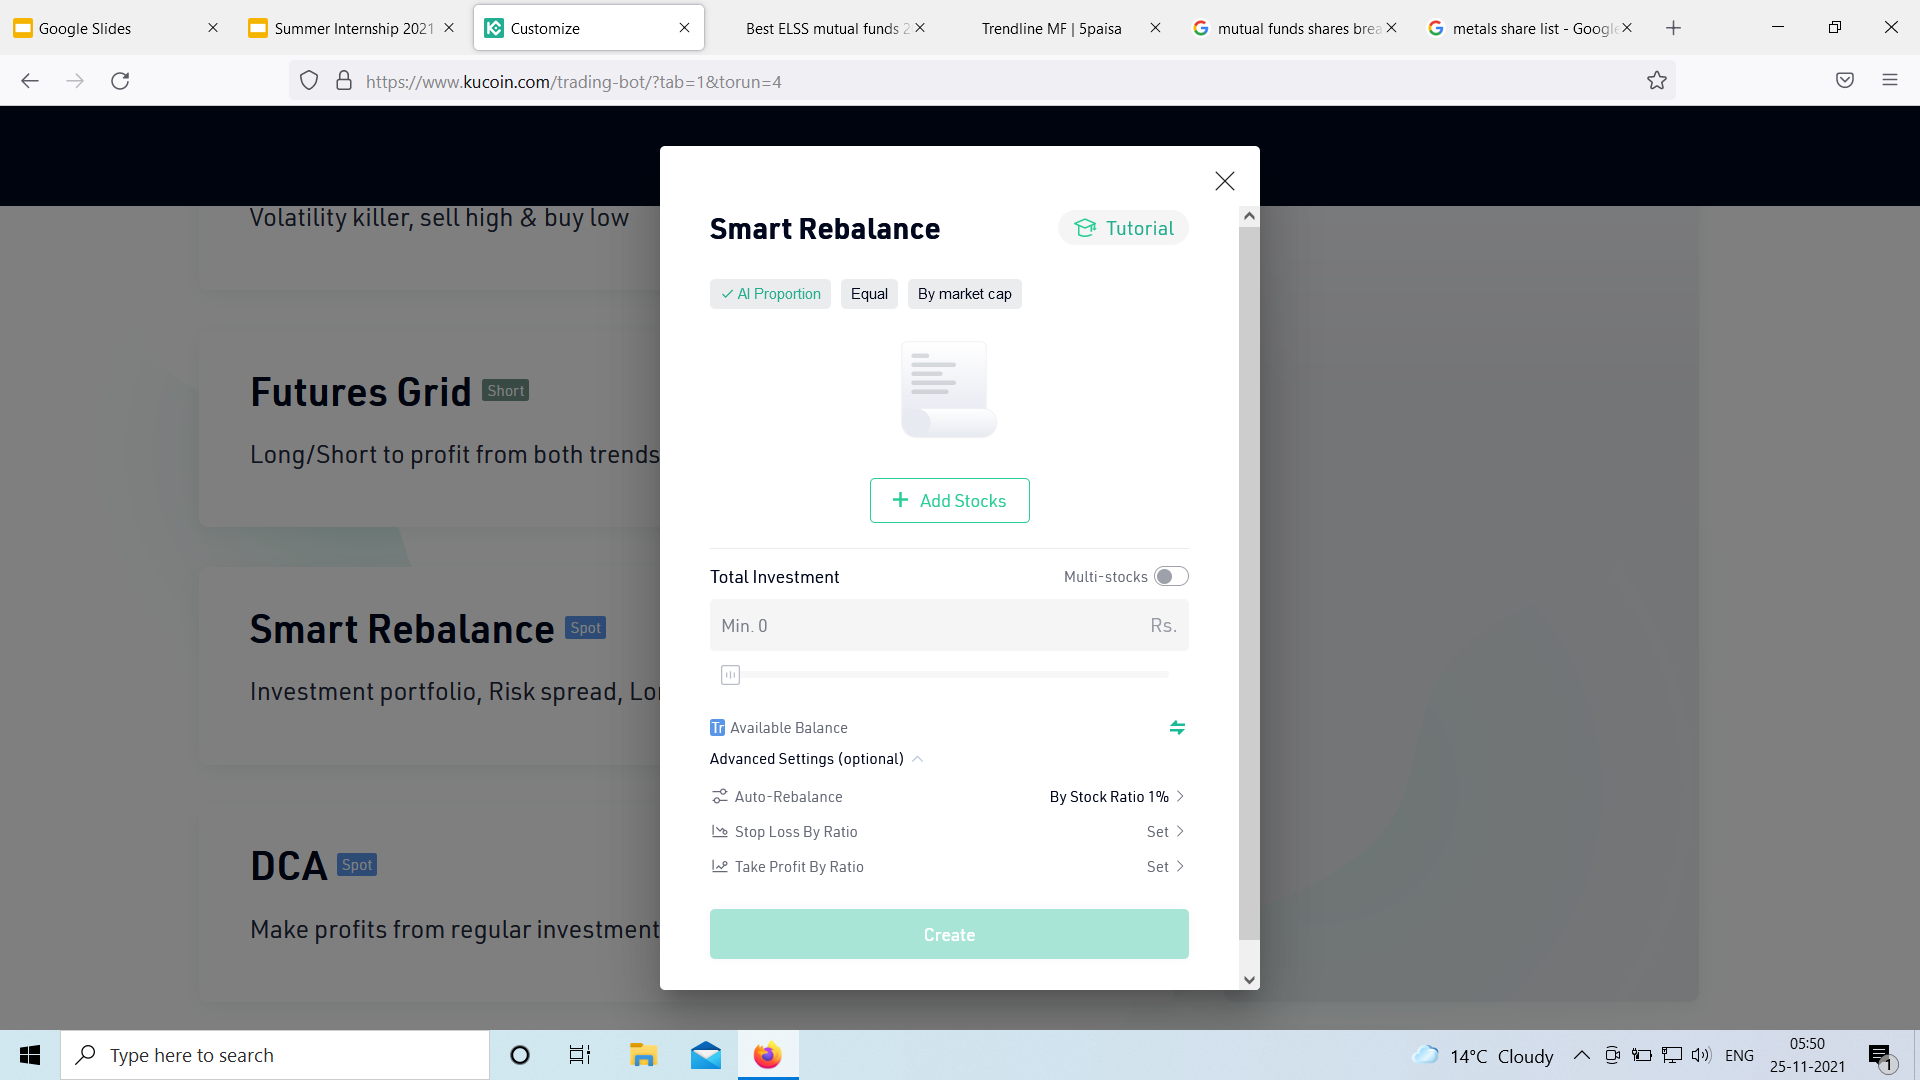 Google Slides
Summer Internship 2021
Customize
Best ELSS mutual funds 2
Trendline MF | 5paisa
mutual funds shares brea
metals share list - Google
https://www.kucoin.com/trading-bot/?tab=1&torun=4
Volatility killer, sell high & buy low
Futures Grid Short
Long/Short to profit from both trends
Smart Rebalance Spot
Investment portfolio, Risk spread, Lo
DCA Spot
Make profits from regular investment
Smart Rebalance
Tutorial
AI Proportion
Equal
By market cap
+ Add Stocks
Total Investment
Multi-stocks
Min. 0
Rs.
Tr Available Balance
Advanced Settings (optional)
Auto-Rebalance
By Stock Ratio 1%
Stop Loss By Ratio
Set
Take Profit By Ratio
Set
Create
Type here to search
14°C Cloudy
ENG
05:50
25-11-2021
1